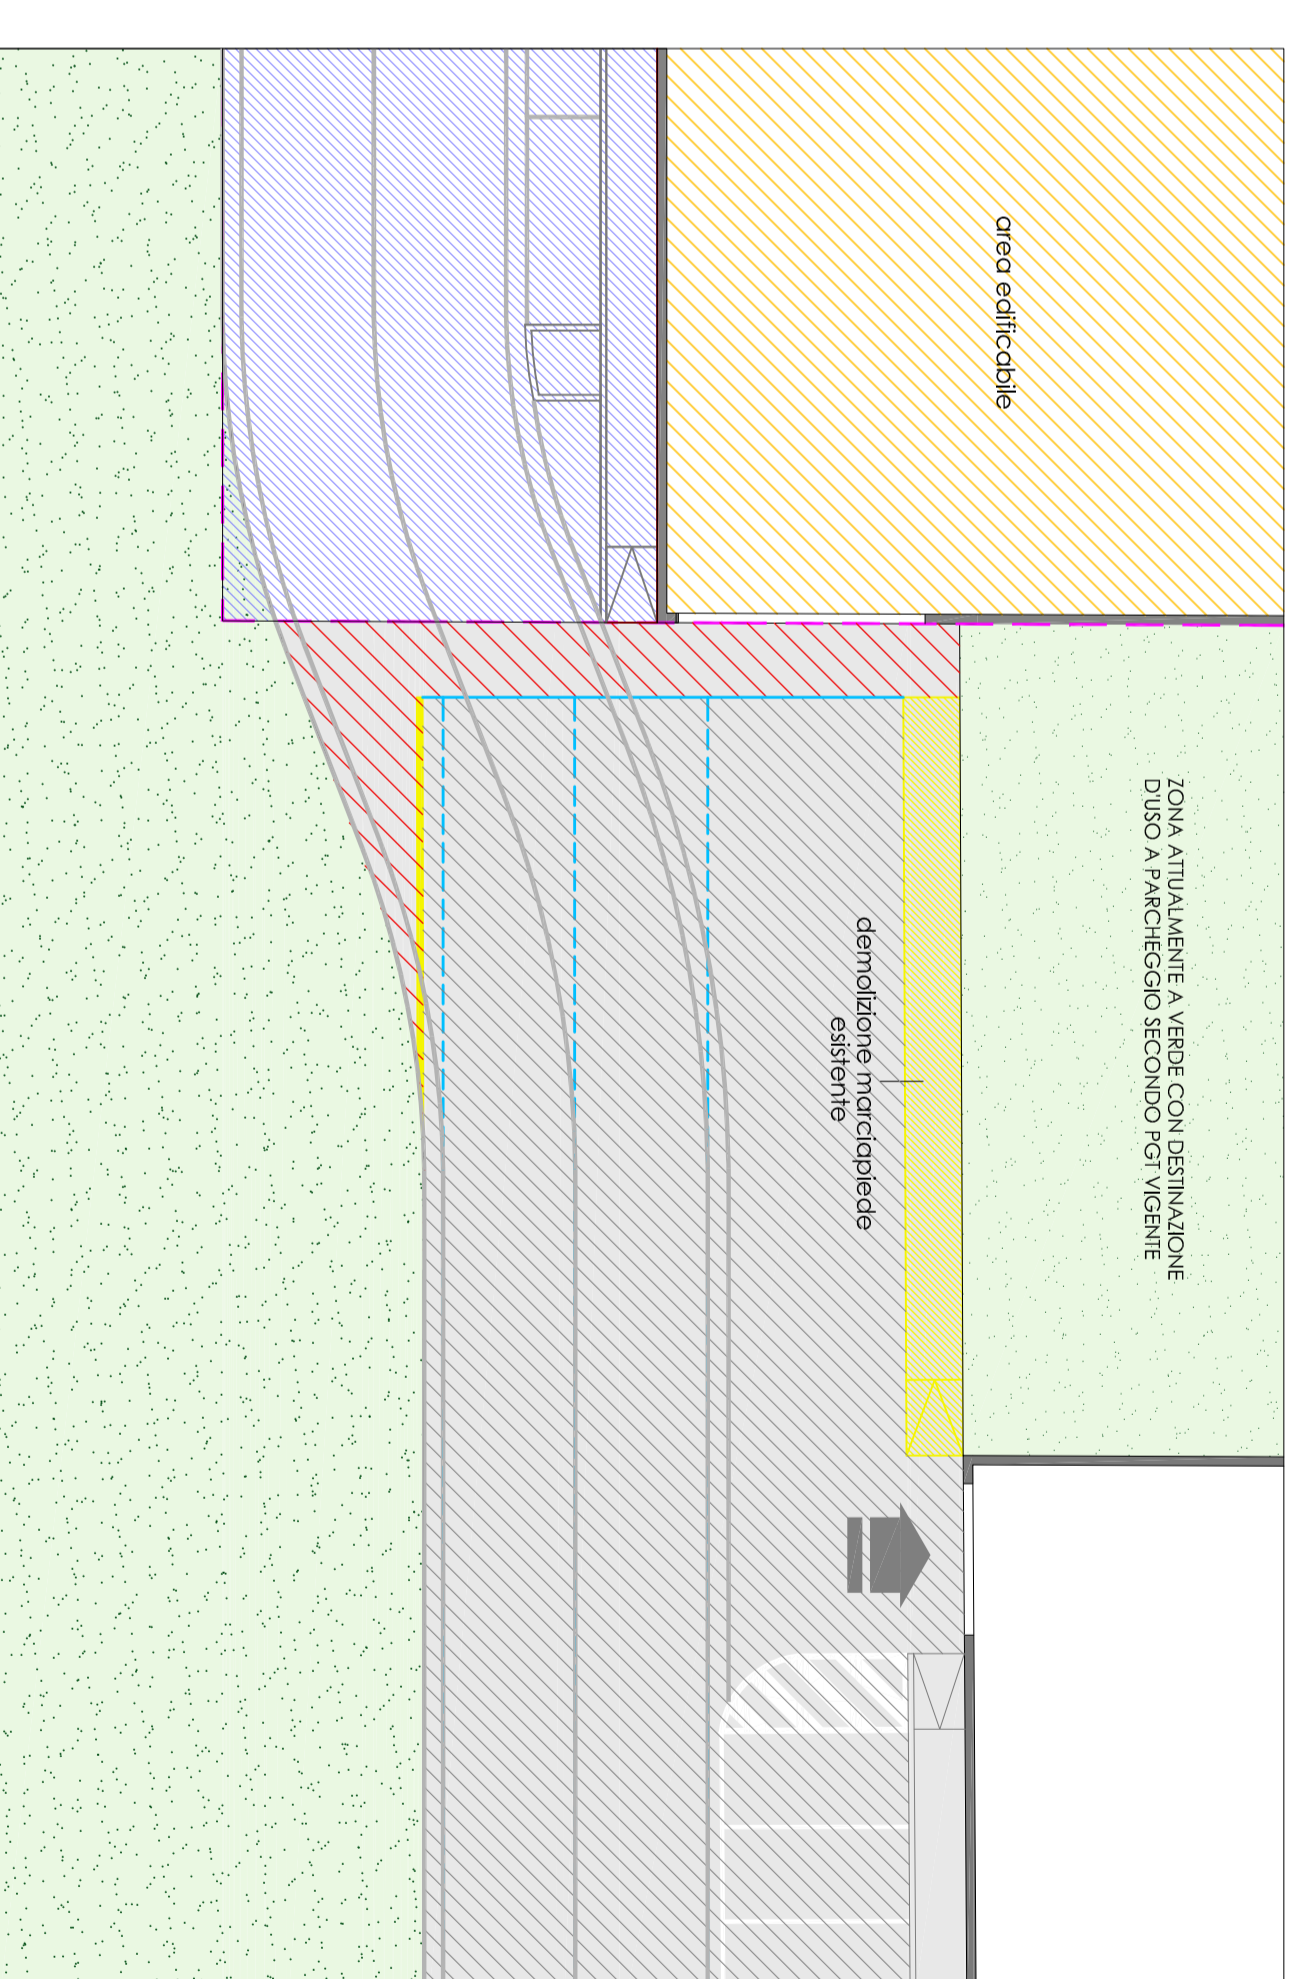 area edificabile
ZONA ATTUALMENTE A VERDE CON DESTINAZIONE
D'USO A PARCHEGGIO SECONDO PGT VIGENTE
demolizione marciapiede
esistente